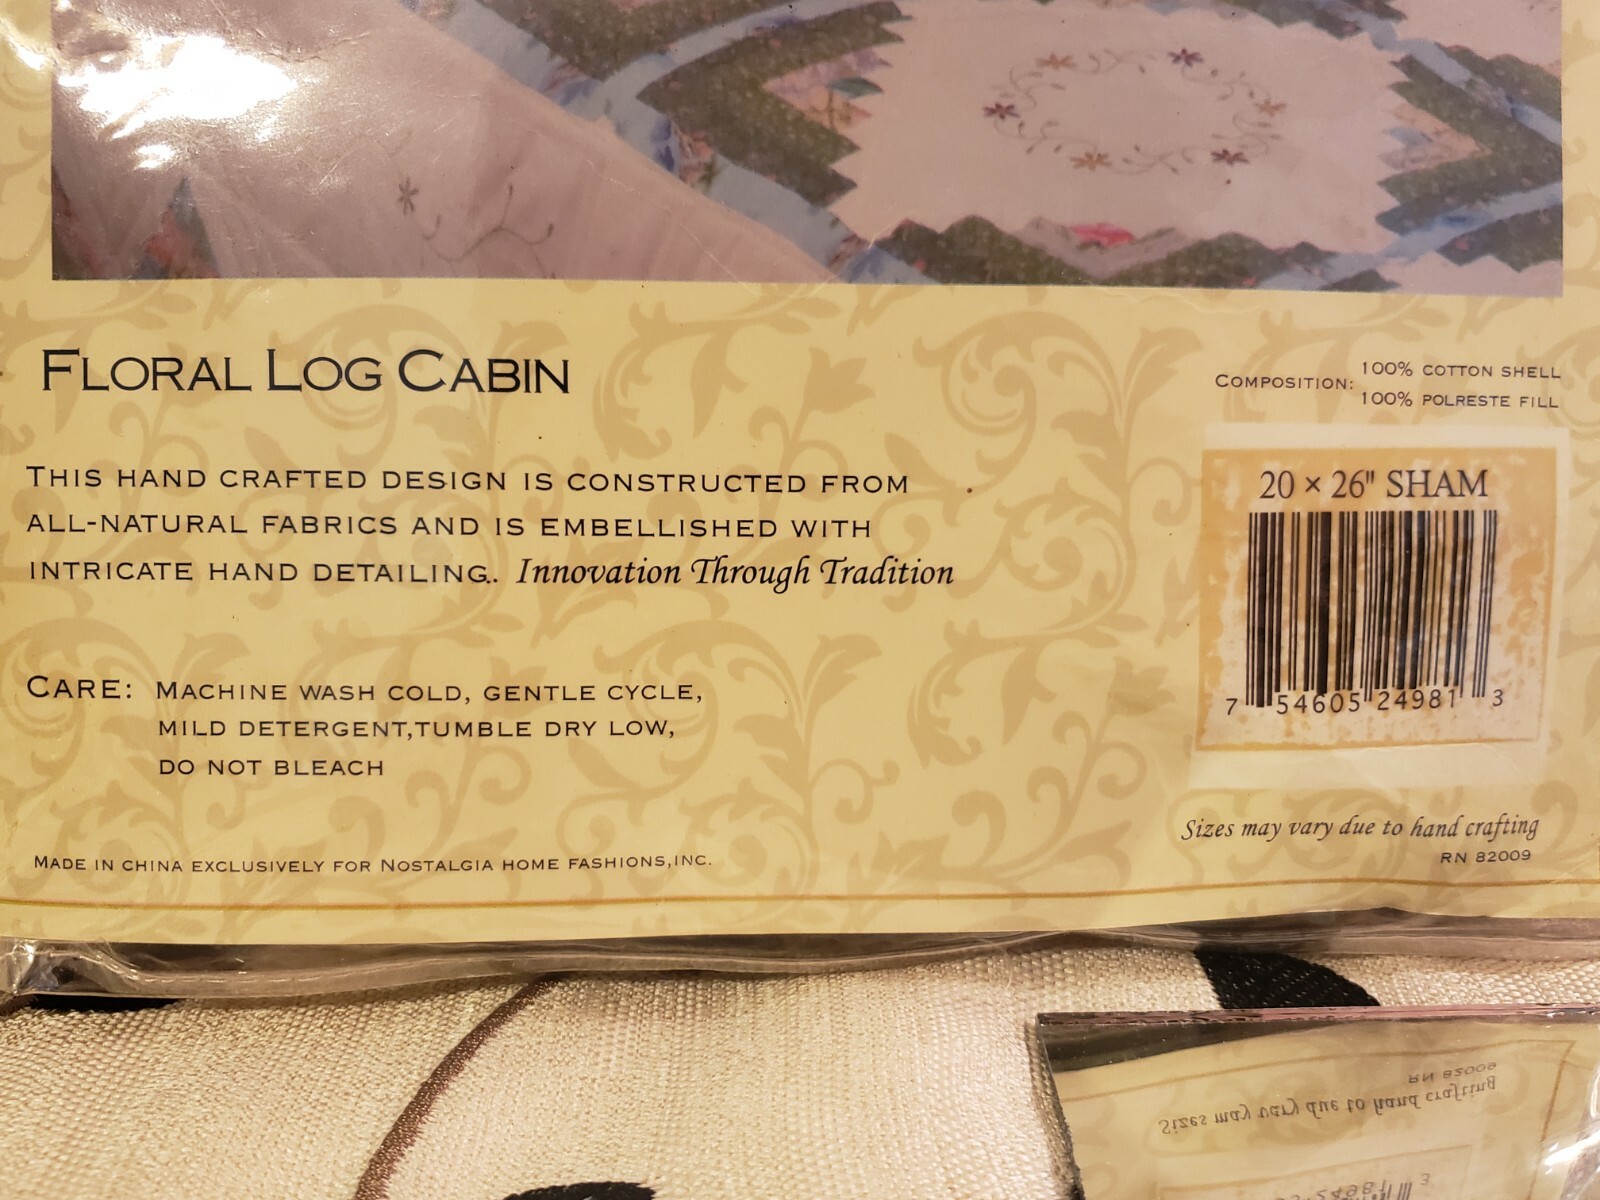 FLORAL LOG CABIN
COMPOSITION: 100% COTTON SHELL
100% POLRESTE FILL
THIS HAND CRAFTED DESIGN IS CONSTRUCTED FROM
ALL-NATURAL FABRICS AND IS EMBELLISHED WITH
INTRICATE HAND DETAILING.. Innovation Through Tradition
20 × 26" SHAM
7 54605 24981 3
CARE: MACHINE WASH COLD, GENTLE CYCLE,
MILD DETERGENT,TUMBLE DRY LOW,
DO NOT BLEACH
Sizes may vary due to hand crafting
RN 82009
MADE IN CHINA EXCLUSIVELY FOR NOSTALGIA HOME FASHIONS,INC.
RN 82009
Sizes may vary due to hand crafting